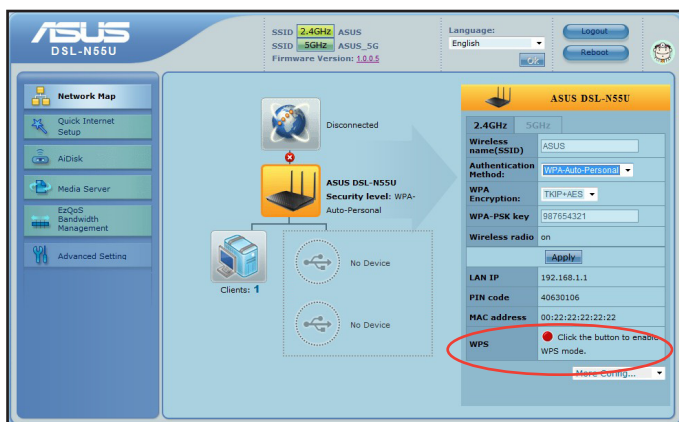 ASUS
DSL-N55U
SSID 2.4GHz ASUS
SSID 5GHz ASUS_5G
Firmware Version: 1.0.0.5
Language:
English
OK
Logout
Reboot
Network Map
Quick Internet
Setup
AiDisk
Media Server
EzQoS
Bandwidth
Management
Advanced Setting
Disconnected
ASUS DSL-N55U
Security level: WPA-
Auto-Personal
Clients: 1
No Device
No Device
ASUS DSL-N55U
2.4GHz 5GHz
Wireless
name(SSID) ASUS
Authentication
Method: WPA-Auto-Personal
WPA
Encryption: TKIP+AES
WPA-PSK key 987654321
Wireless radio on
Apply
LAN IP 192.168.1.1
PIN code 40630106
MAC address 00:22:22:22:22:22
WPS Click the button to enable
WPS mode.
More Config...